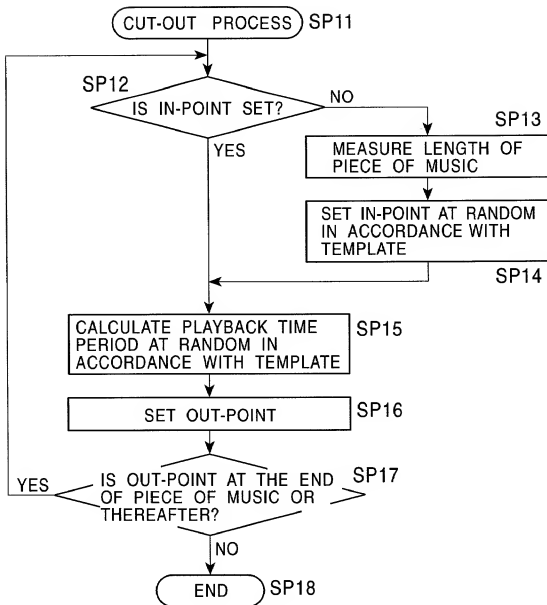 CUT-OUT PROCESS SP11
SP12
IS IN-POINT SET?
NO
YES
SP13
MEASURE LENGTH OF
PIECE OF MUSIC
SET IN-POINT AT RANDOM
IN ACCORDANCE WITH
TEMPLATE
SP14
CALCULATE PLAYBACK TIME
PERIOD AT RANDOM IN
ACCORDANCE WITH TEMPLATE
SP15
SET OUT-POINT
SP16
IS OUT-POINT AT THE END
OF PIECE OF MUSIC OR
THEREAFTER?
SP17
YES
NO
END SP18